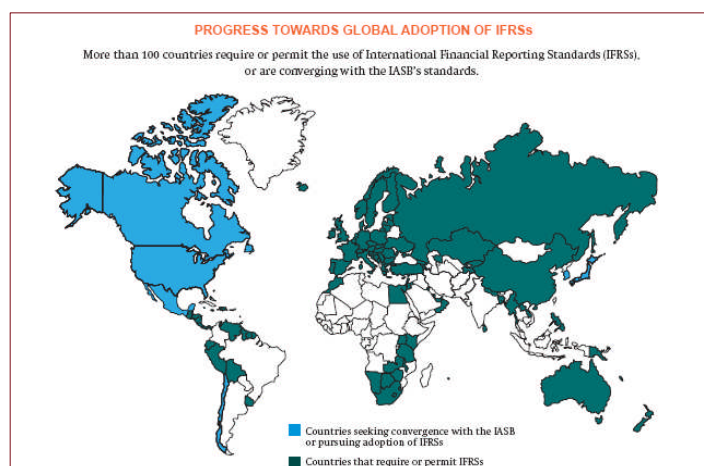 PROGRESS TOWARDS GLOBAL ADOPTION OF IFRSs
More than 100 countries require or permit the use of International Financial Reporting Standards (IFRSs),
or are converging with the IASB's standards.
Countries seeking convergence with the IASB
or pursuing adoption of IFRSs
Countries that require or permit IFRSs